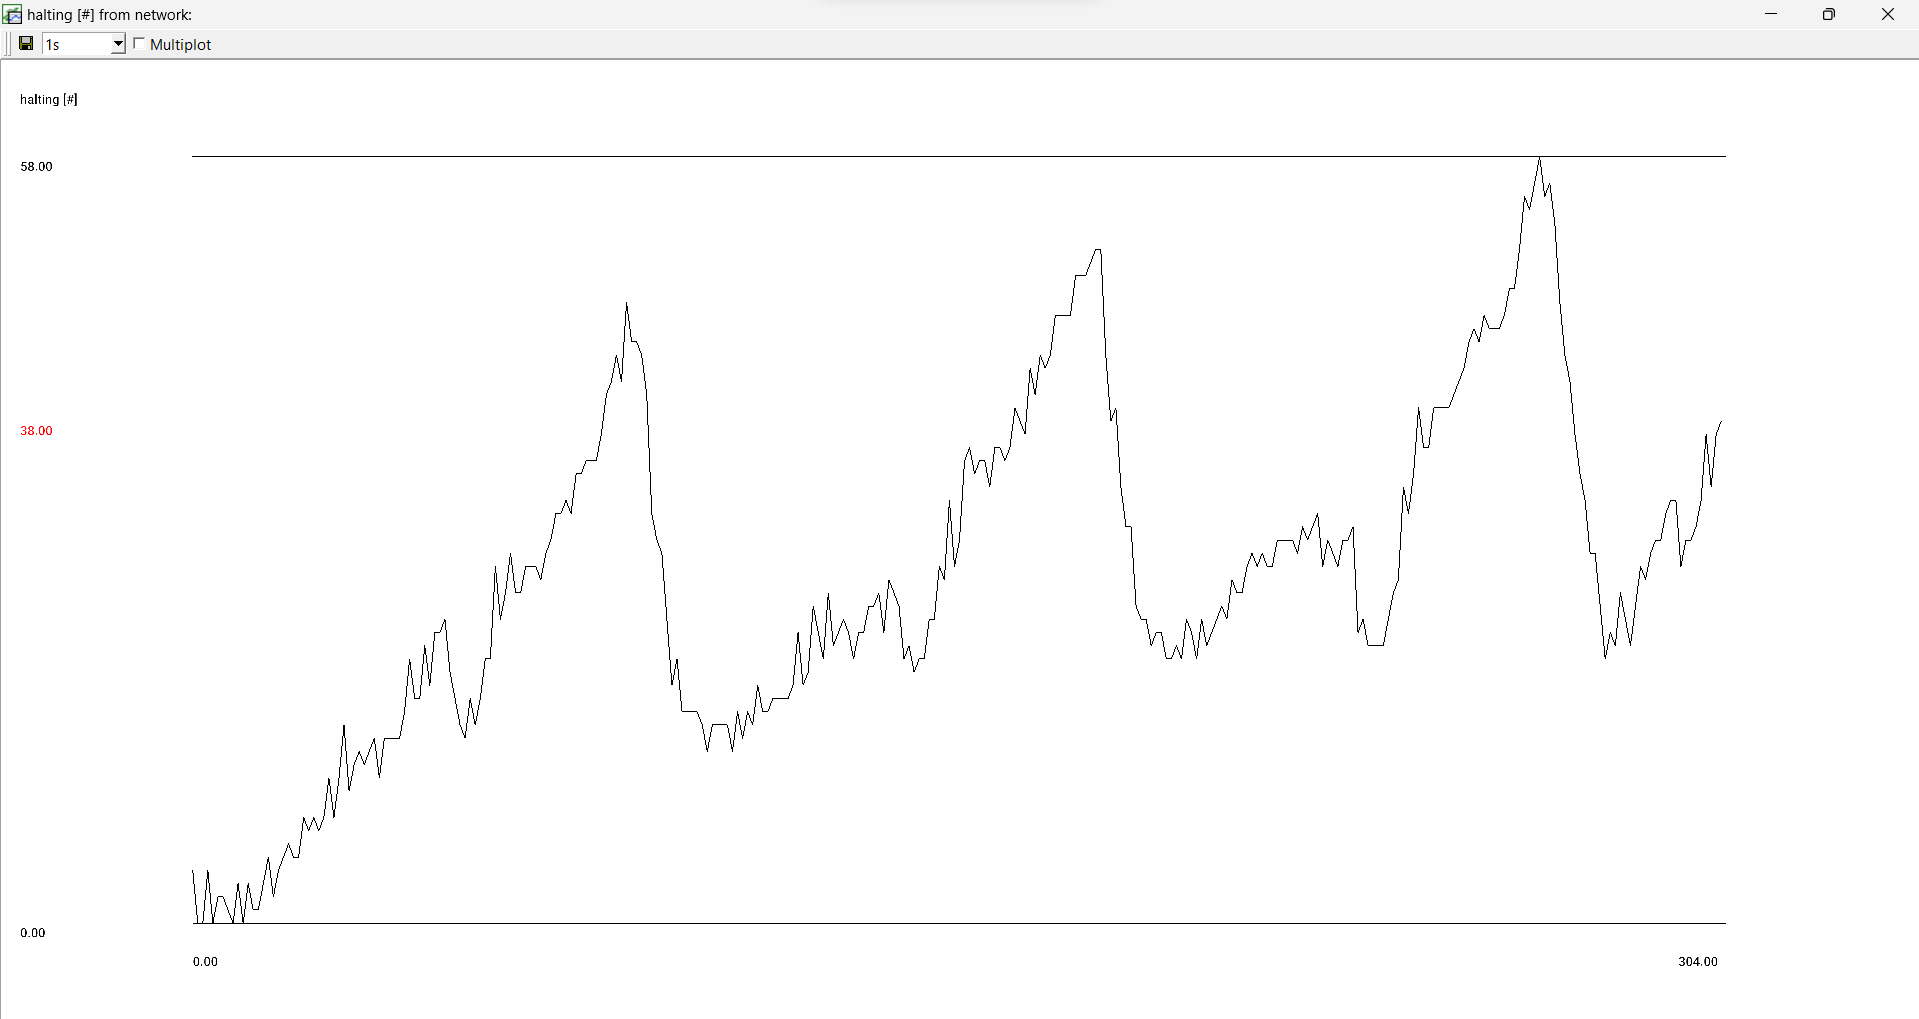 halting [#] from network:
1s
Multiplot
halting [#]
58.00
38.00
0.00
0.00
304.00